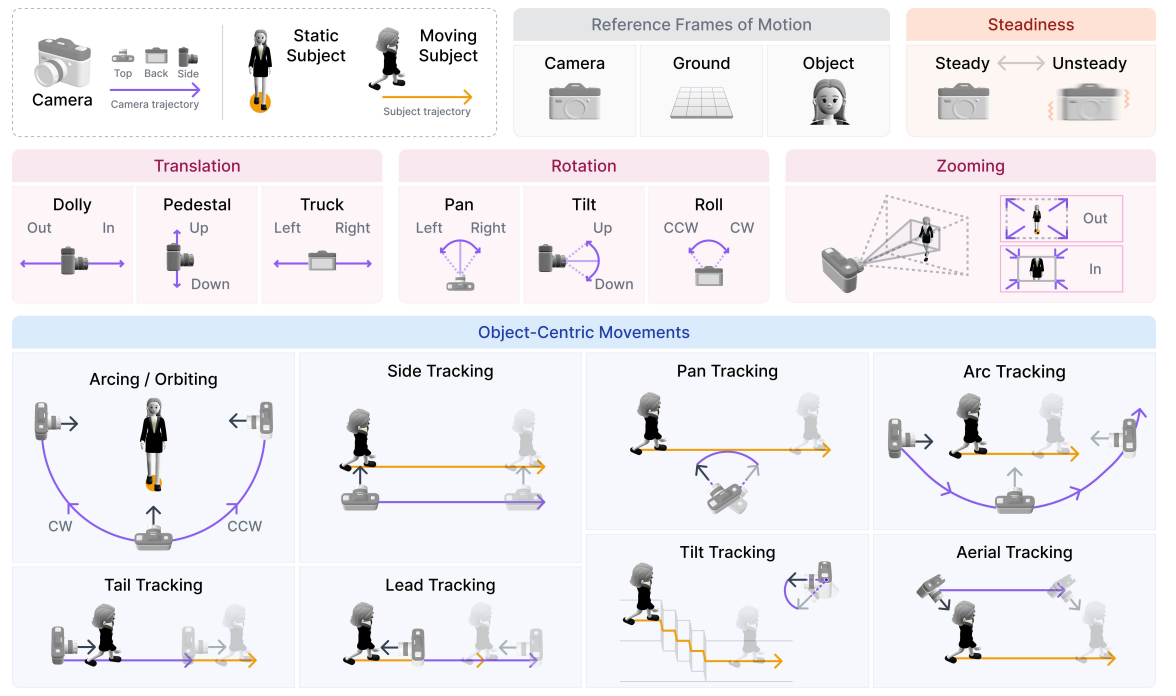 Camera
Top
Back
Side
Camera trajectory
Static
Subject
Moving
Subject
Subject trajectory
Reference Frames of Motion
Camera
Ground
Object
Steadiness
Steady
Unsteady
Translation
Dolly
Out
In
Pedestal
Up
Down
Truck
Left
Right
Rotation
Pan
Left
Right
Tilt
Up
Down
Roll
CCW
CW
Zooming
Out
In
Object-Centric Movements
Arcing / Orbiting
CW
CCW
Side Tracking
Pan Tracking
Arc Tracking
Tail Tracking
Lead Tracking
Tilt Tracking
Aerial Tracking